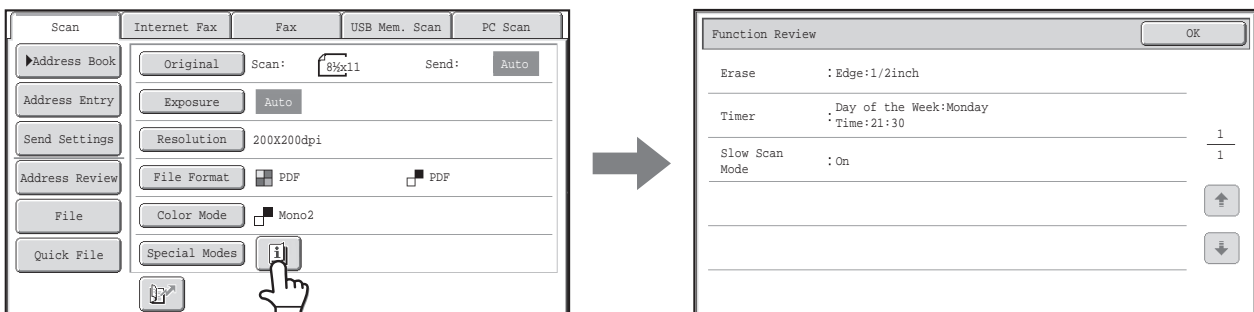 Scan Internet Fax Fax USB Mem. Scan PC Scan
Address Book Original Scan: 8½x11 Send: Auto
Address Entry Exposure Auto
Send Settings Resolution 200X200dpi
Address Review File Format PDF PDF
File Color Mode Mono2
Quick File Special Modes
Function Review OK
Erase :Edge:1/2inch
Timer :Day of the Week:Monday
Time:21:30
Slow Scan
Mode :On
1
1